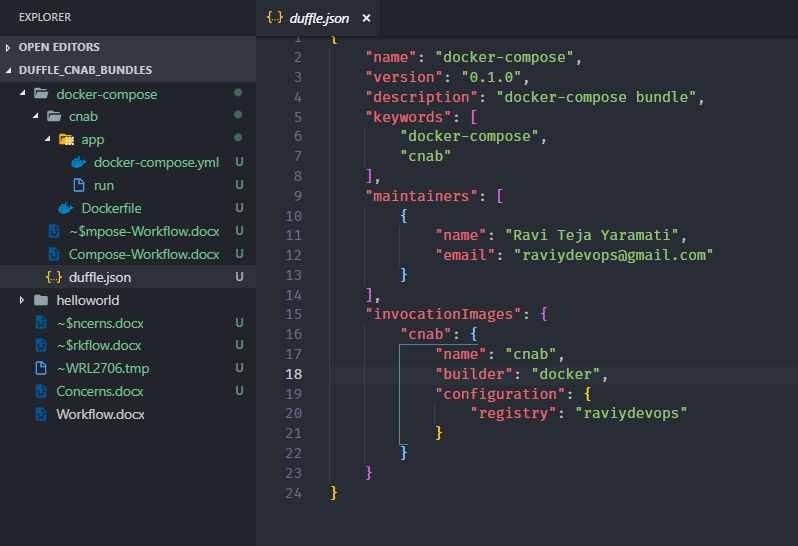 EXPLORER
OPEN EDITORS
DUFFLE_CNAB_BUNDLES
docker-compose
cnab
app
docker-compose.yml U
run U
Dockerfile U
~$mpose-Workflow.docx U
Compose-Workflow.docx U
duffle.json U
helloworld
~$ncerns.docx U
~$rkflow.docx U
~WRL2706.tmp U
Concerns.docx U
Workflow.docx
{..} duffle.json ×
1 {
2 "name": "docker-compose",
3 "version": "0.1.0",
4 "description": "docker-compose bundle",
5 "keywords": [
6 "docker-compose",
7 "cnab"
8 ],
9 "maintainers": [
10 {
11 "name": "Ravi Teja Yaramati",
12 "email": "raviydevops@gmail.com"
13 }
14 ],
15 "invocationImages": {
16 "cnab": {
17 "name": "cnab",
18 "builder": "docker",
19 "configuration": {
20 "registry": "raviydevops"
21 }
22 }
23 }
24 }